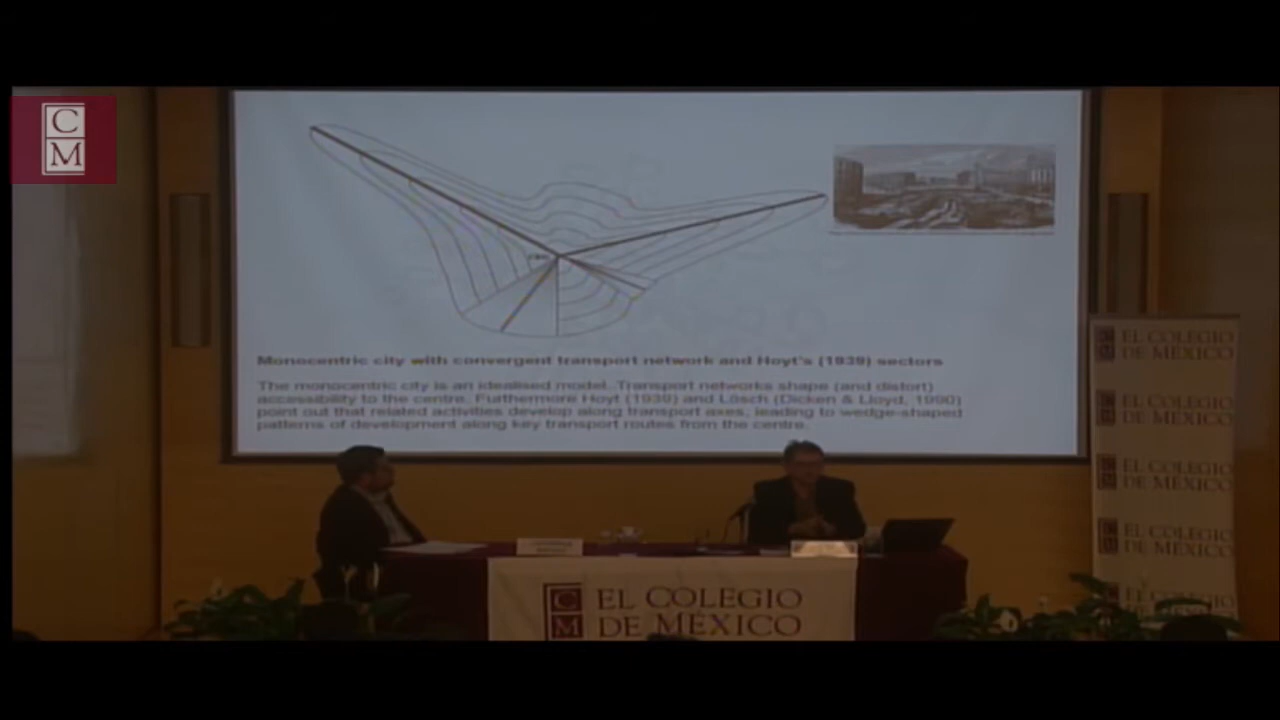 C
M
Monocentric city with convergent transport network and Hoyt's (1939) sectors
The monocentric city is an idealised model. Transport networks shape (and distort)
accessibility to the centre. Furthermore Hoyt (1939) and Lösch (Dicken & Lloyd, 1990)
point out that related activities develop along transport axes, leading to wedge-shaped
patterns of development along key transport routes from the centre.
EL COLEGIO
DE MÉXICO
EL COLEGIO
DE MÉXICO
EL COLEGIO
DE MÉXICO
EL COLEGIO
DE MÉXICO
EL COLEGIO
C
M
EL COLEGIO
DE MÉXICO